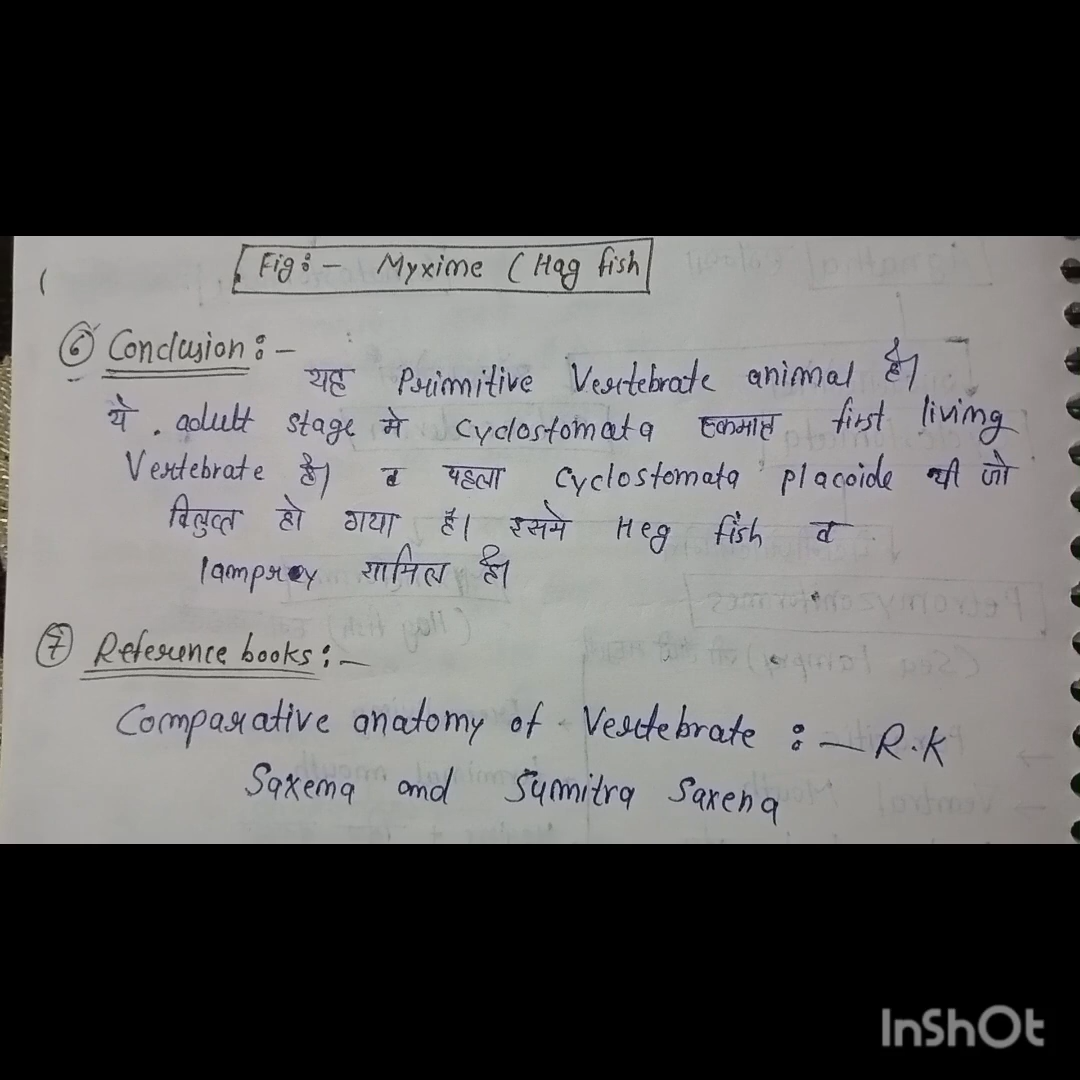 Fig:- Myxime (Hag fish
⑥ Conclusion:-
यह Primitive Vertebrate animal है।
ये. adult stage मे cyclostomata एकमात्र first living
Vertebrate है। व पहला cyclostomata placoide थी जो
विलुप्त हो गया है। इसमे Heg fish व
lamprey शामिल है।
⑦ Reference books:-
Comparative anatomy of Vertebrate :- R.K
Saxena and Sumitra Saxena
InShOt